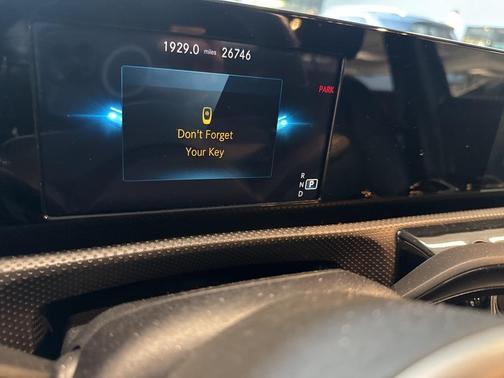 1929.0 miles 26746
PARK
Don't Forget
Your Key
R
N P
D